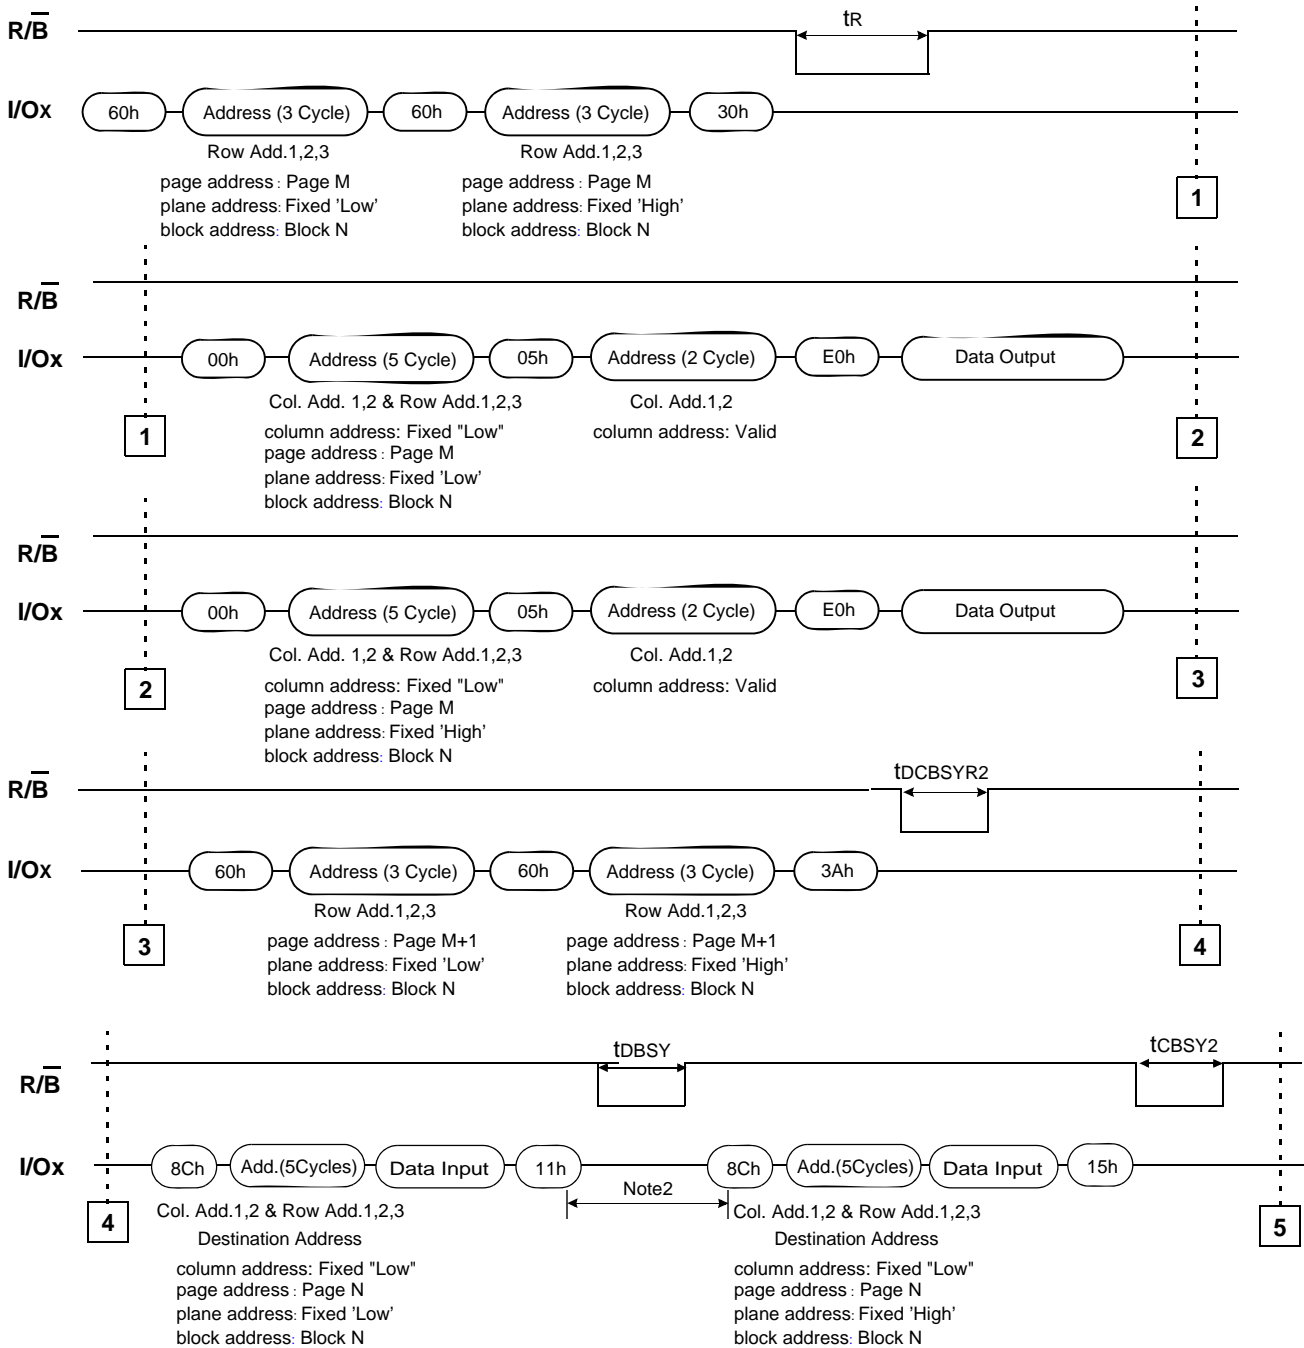 tR
R/B
I/Ox
60h Address (3 Cycle) 60h Address (3 Cycle) 30h
Row Add.1,2,3 Row Add.1,2,3
page address : Page M page address : Page M
plane address: Fixed 'Low' plane address: Fixed 'High'
block address: Block N block address: Block N
1
R/B
I/Ox
00h Address (5 Cycle) 05h Address (2 Cycle) E0h Data Output
Col. Add. 1,2 & Row Add.1,2,3 Col. Add.1,2
column address: Fixed "Low" column address: Valid
page address : Page M
plane address: Fixed 'Low'
block address: Block N
1 2
R/B
I/Ox
00h Address (5 Cycle) 05h Address (2 Cycle) E0h Data Output
Col. Add. 1,2 & Row Add.1,2,3 Col. Add.1,2
column address: Fixed "Low" column address: Valid
page address : Page M
plane address: Fixed 'High'
block address: Block N
2 3
tDCBSYR2
R/B
I/Ox
60h Address (3 Cycle) 60h Address (3 Cycle) 3Ah
Row Add.1,2,3 Row Add.1,2,3
page address : Page M+1 page address : Page M+1
plane address: Fixed 'Low' plane address: Fixed 'High'
block address: Block N block address: Block N
3 4
tDBSY tCBSY2
R/B
I/Ox
8Ch Add.(5Cycles) Data Input 11h 8Ch Add.(5Cycles) Data Input 15h
Note2
Col. Add.1,2 & Row Add.1,2,3 Col. Add.1,2 & Row Add.1,2,3
Destination Address Destination Address
column address: Fixed "Low" column address: Fixed "Low"
page address : Page N page address : Page N
plane address: Fixed 'Low' plane address: Fixed 'High'
block address: Block N block address: Block N
4 5